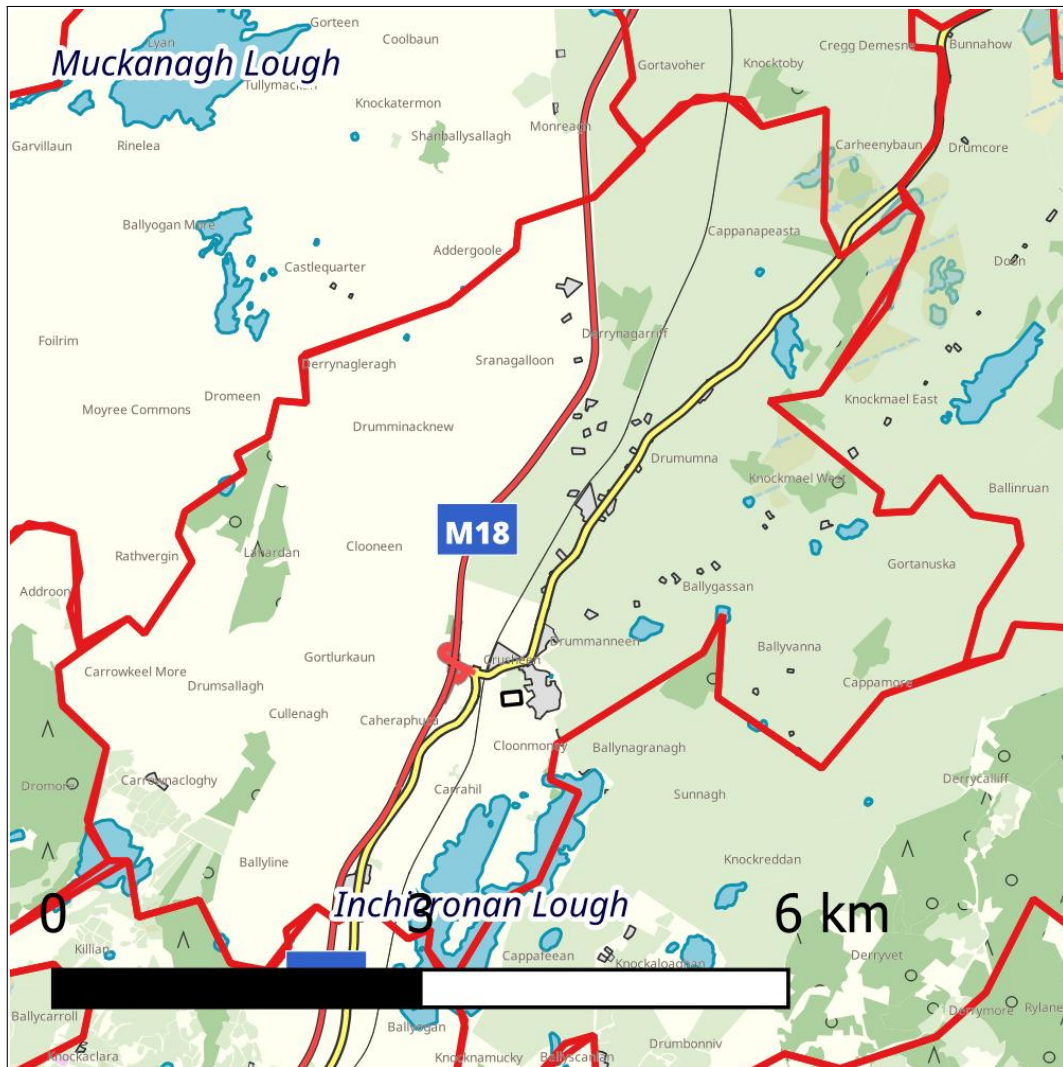 Gorteen
Lyan
Coolbaun
Cregg Demesne
Bunnahow
Muckanagh Lough
Gortavoher
Knocktoby
Knockatermon
Monreagh
Shanballysallagh
Garvillaun
Rinelea
Carheenybaun
Drumcore
Ballyogan More
Cappanapeasta
Addergoole
Castlequarter
Doon
Derrynagarriff
Foilrim
Sranagalloon
Derrynagleragh
Dromeen
Knockmael East
Moyree Commons
Drumminacknew
Drumumna
Knockmael West
Ballinruan
M18
Clooneen
Rathvergin
Lahardan
Gortanuska
Addroon
Ballygassan
Drummanneen
Ballyvanna
Gortlurkaun
Crusheen
Carrowkeel More
Drumsallagh
Cappamore
Cullenagh
Caheraphuca
Cloonmoney
Ballynagranagh
Carrownacloghy
Derrycalliff
Dromore
Carrahil
Sunnagh
Ballyline
Knockreddan
Inchicronan Lough
0 3 6 km
Killian
Cappafeean
Knockaloaghan
Derryvet
Ballycarroll
Derrymore
Rylane
Ballyogan
Drumbonniv
Knockaclara
Knocknamucky
Ballyscanlan